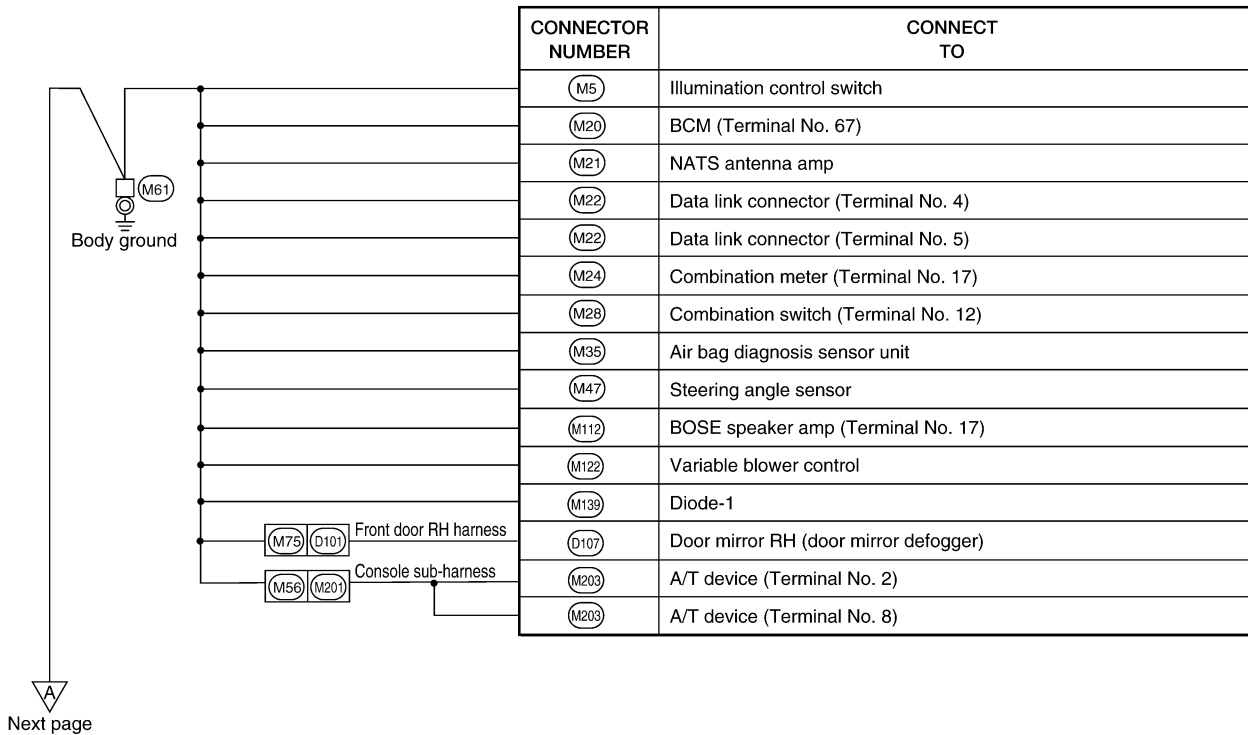 CONNECTOR NUMBER
CONNECT TO
M5 Illumination control switch
M20 BCM (Terminal No. 67)
M21 NATS antenna amp
M61
M22 Data link connector (Terminal No. 4)
Body ground
M22 Data link connector (Terminal No. 5)
M24 Combination meter (Terminal No. 17)
M28 Combination switch (Terminal No. 12)
M35 Air bag diagnosis sensor unit
M47 Steering angle sensor
M112 BOSE speaker amp (Terminal No. 17)
M122 Variable blower control
M139 Diode-1
M75 D101 Front door RH harness D107 Door mirror RH (door mirror defogger)
M56 M201 Console sub-harness M203 A/T device (Terminal No. 2)
M203 A/T device (Terminal No. 8)
A
Next page